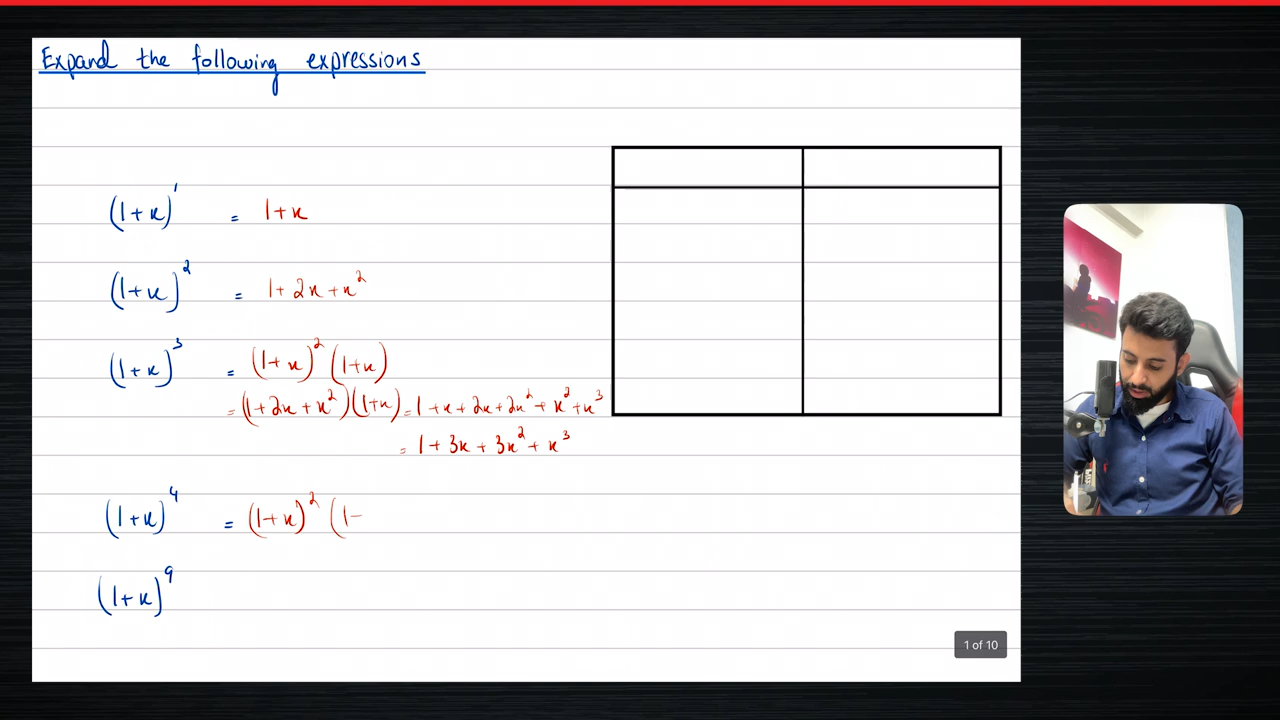 Expand the following expressions
(1+x)¹ = 1+x
(1+x)² = 1+2x+x²
(1+x)³ = (1+x)²(1+x)
= (1+2x+x²)(1+x) = 1+x+2x+2x²+x²+x³
= 1+3x+3x²+x³
(1+x)⁴ = (1+x)² (1-
(1+x)⁹
1 of 10